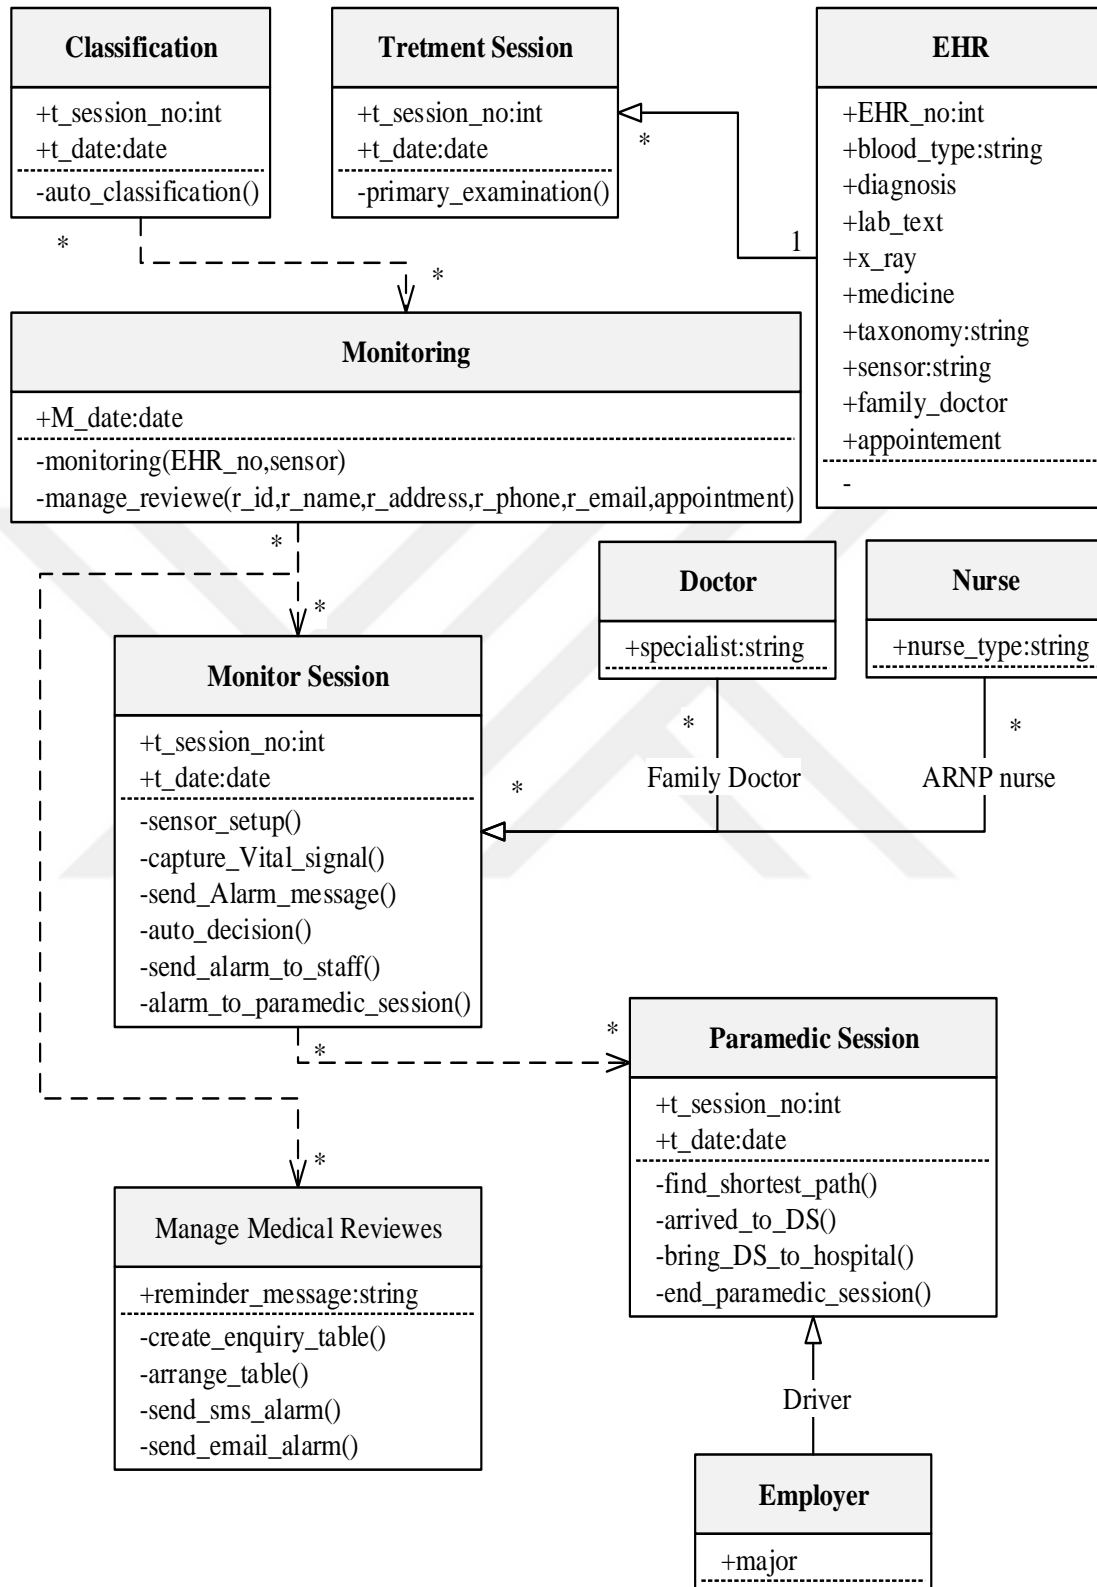 Classification
+t_session_no:int
+t_date:date
-auto_classification()
*
Tretment Session
+t_session_no:int
+t_date:date
-primary_examination()
*
1
EHR
+EHR_no:int
+blood_type:string
+diagnosis
+lab_text
+x_ray
+medicine
+taxonomy:string
+sensor:string
+family_doctor
+appointement
-
*
Monitoring
+M_date:date
-monitoring(EHR_no,sensor)
-manage_reviewe(r_id,r_name,r_address,r_phone,r_email,appointment)
*
*
Doctor
+specialist:string
*
Family Doctor
Nurse
+nurse_type:string
*
ARNP nurse
Monitor Session
+t_session_no:int
+t_date:date
-sensor_setup()
-capture_Vital_signal()
-send_Alarm_message()
-auto_decision()
-send_alarm_to_staff()
-alarm_to_paramedic_session()
*
*
*
Paramedic Session
+t_session_no:int
+t_date:date
-find_shortest_path()
-arrived_to_DS()
-bring_DS_to_hospital()
-end_paramedic_session()
*
Manage Medical Reviewes
+reminder_message:string
-create_enquiry_table()
-arrange_table()
-send_sms_alarm()
-send_email_alarm()
Driver
Employer
+major